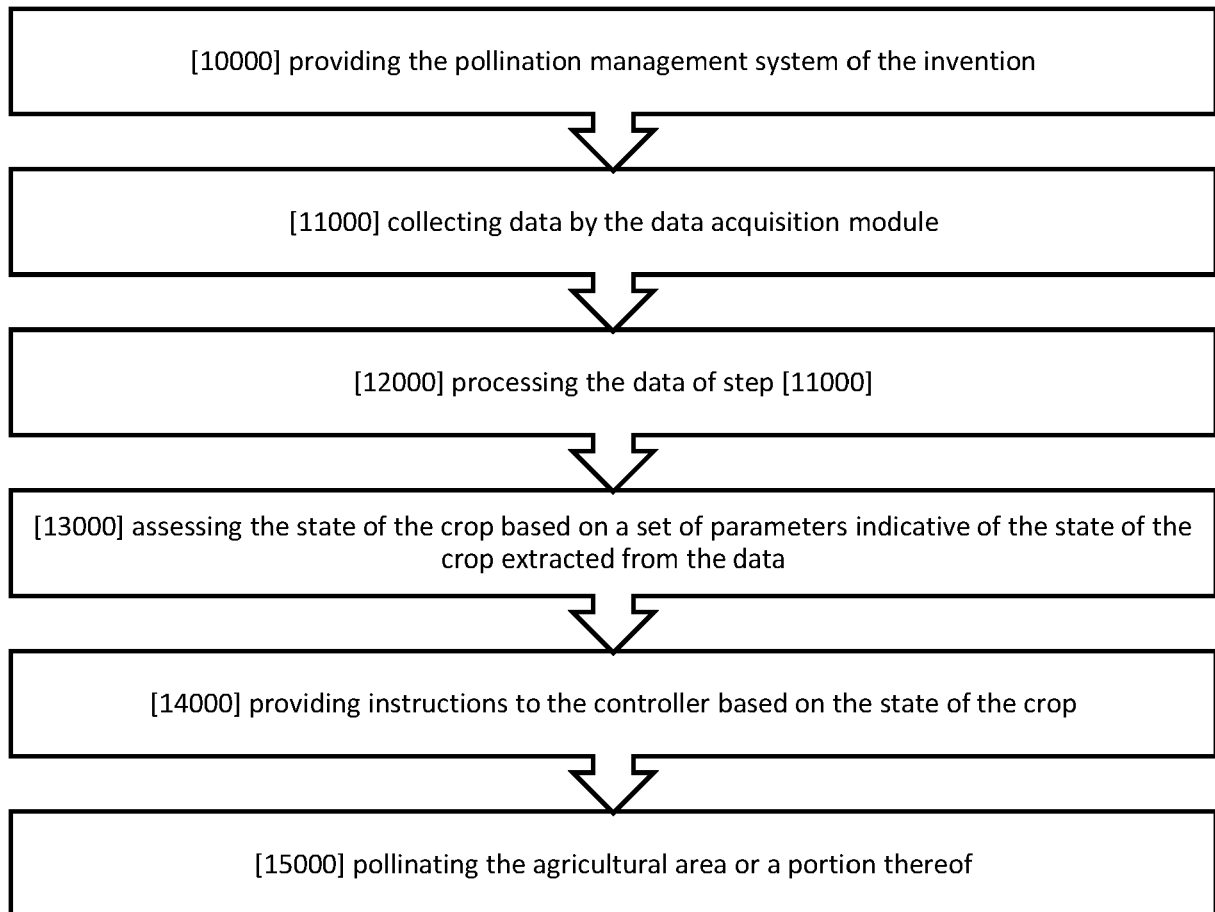 [10000] providing the pollination management system of the invention
[11000] collecting data by the data acquisition module
[12000] processing the data of step [11000]
[13000] assessing the state of the crop based on a set of parameters indicative of the state of the
crop extracted from the data
[14000] providing instructions to the controller based on the state of the crop
[15000] pollinating the agricultural area or a portion thereof